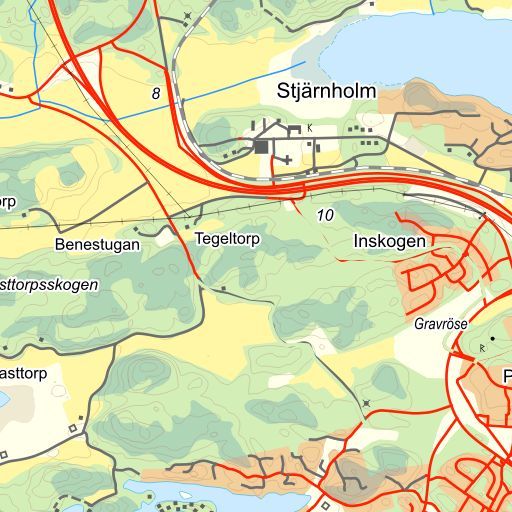 8
Stjärnholm
K
orp
10
Benestugan
Tegeltorp
Inskogen
sttorpsskogen
Gravröse
R
asttorp
P